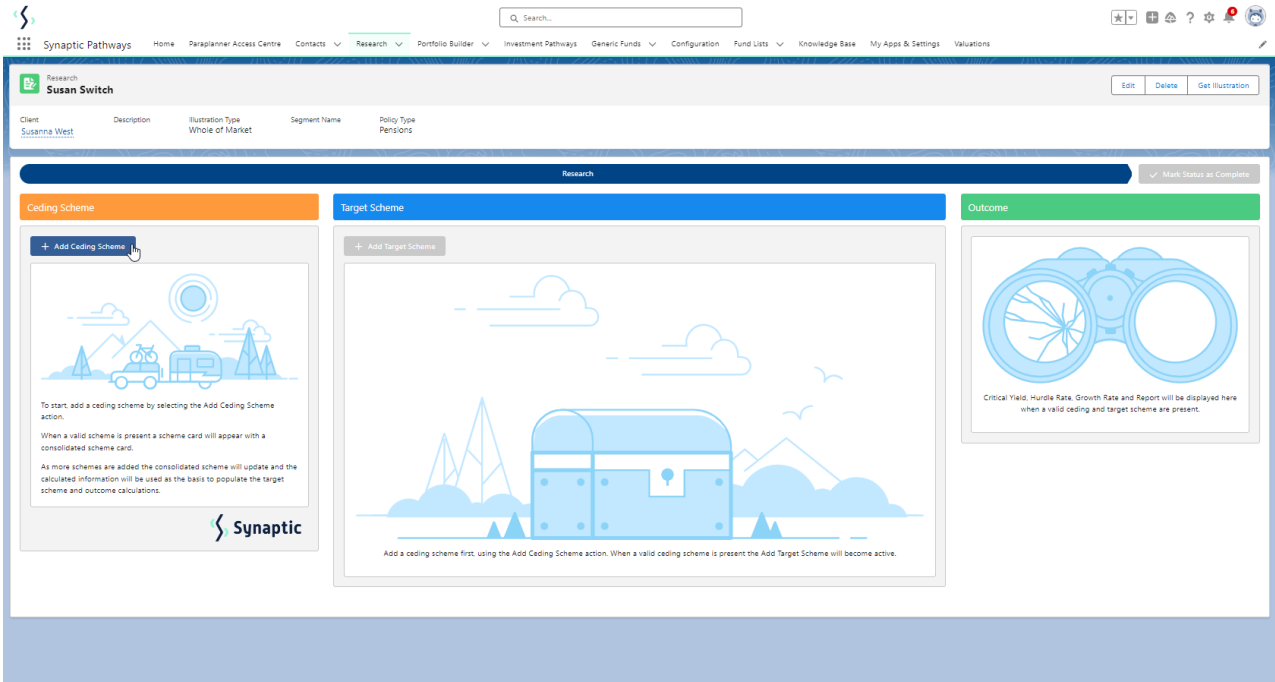 Search...
6
Synaptic Pathways Home Paraplanner Access Centre Contacts Research Portfolio Builder Investment Pathways Generic Funds Configuration Fund Lists Knowledge Base My Apps & Settings Valuations
Research
Susan Switch
Edit Delete Get Illustration
Client Description Illustration Type Segment Name Policy Type
Susanna West Whole of Market Pensions
Research
Mark Status as Complete
Ceding Scheme
Target Scheme
Outcome
+ Add Ceding Scheme
+ Add Target Scheme
To start, add a ceding scheme by selecting the Add Ceding Scheme
action.
When a valid scheme is present a scheme card will appear with a
consolidated scheme card.
As more schemes are added the consolidated scheme will update and the
calculated information will be used as the basis to populate the target
scheme and outcome calculations.
Synaptic
Add a ceding scheme first, using the Add Ceding Scheme action. When a valid ceding scheme is present the Add Target Scheme will become active.
Critical Yield, Hurdle Rate, Growth Rate and Report will be displayed here
when a valid ceding and target scheme are present.